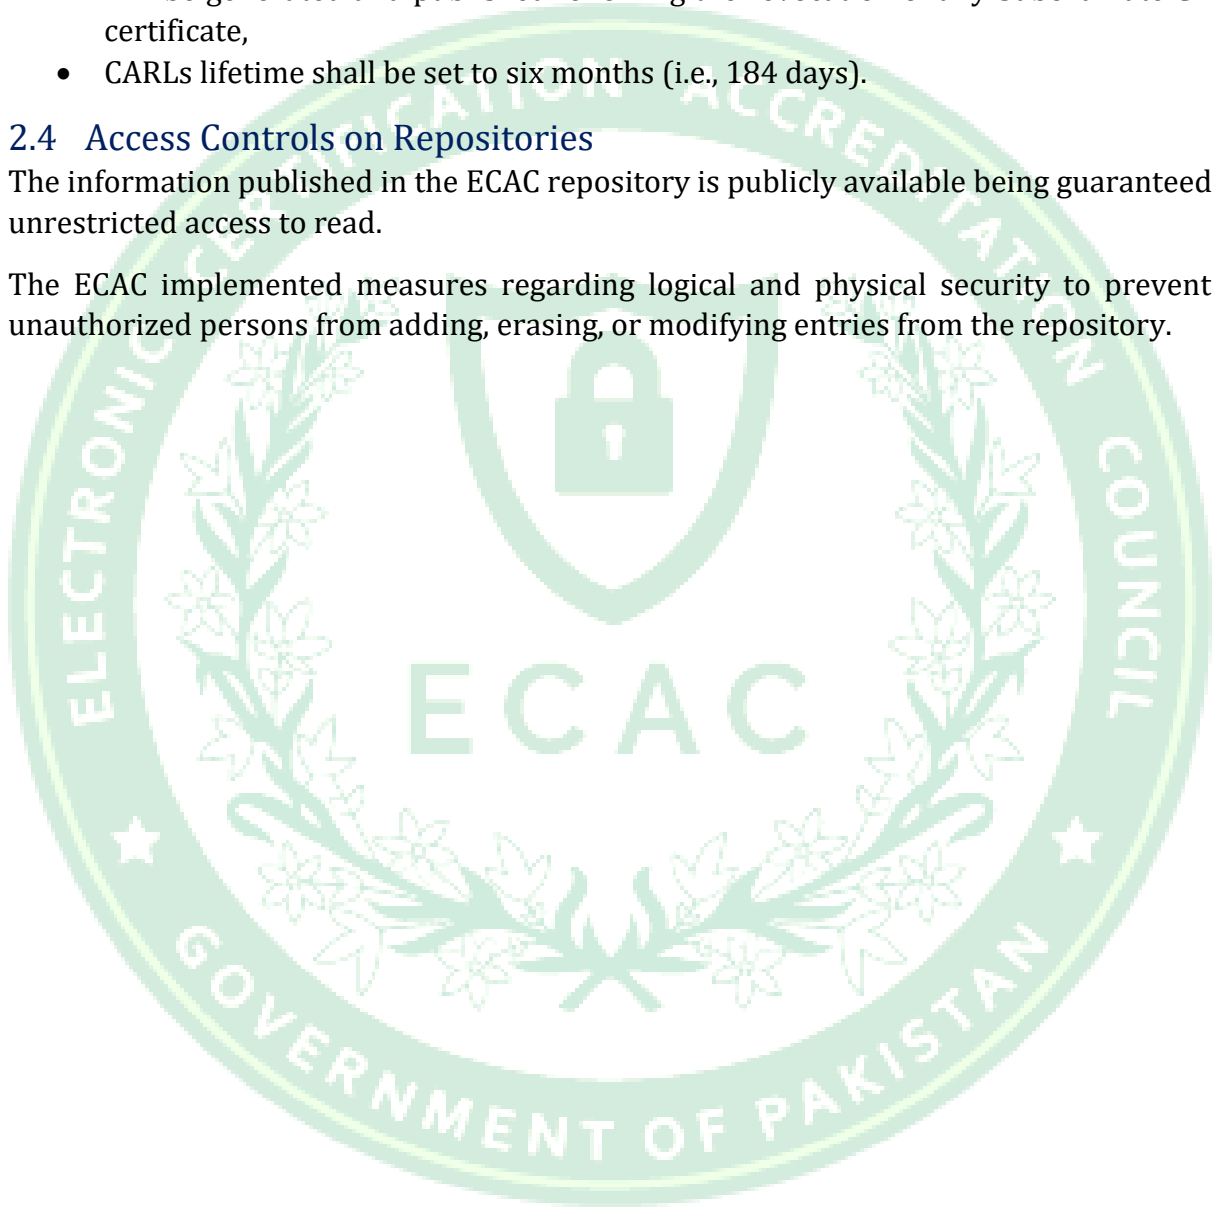 certificate,
• CARLs lifetime shall be set to six months (i.e., 184 days).
2.4 Access Controls on Repositories
The information published in the ECAC repository is publicly available being guaranteed
unrestricted access to read.
The ECAC implemented measures regarding logical and physical security to prevent
unauthorized persons from adding, erasing, or modifying entries from the repository.
ELECTRONIC CERTIFICATION ACCREDITATION COUNCIL
ECAC
GOVERNMENT OF PAKISTAN